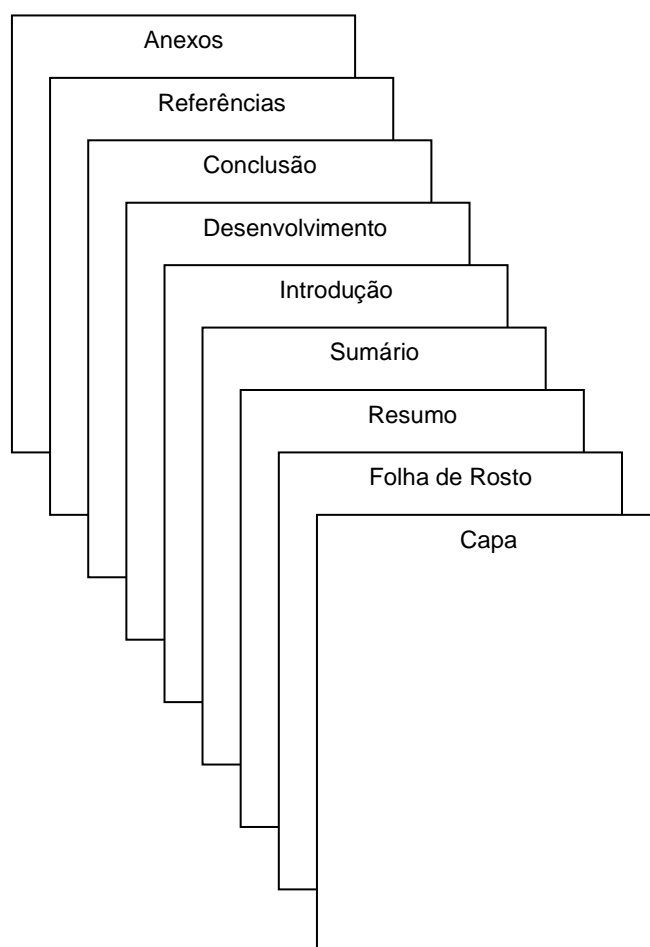 Anexos
Referências
Conclusão
Desenvolvimento
Introdução
Sumário
Resumo
Folha de Rosto
Capa